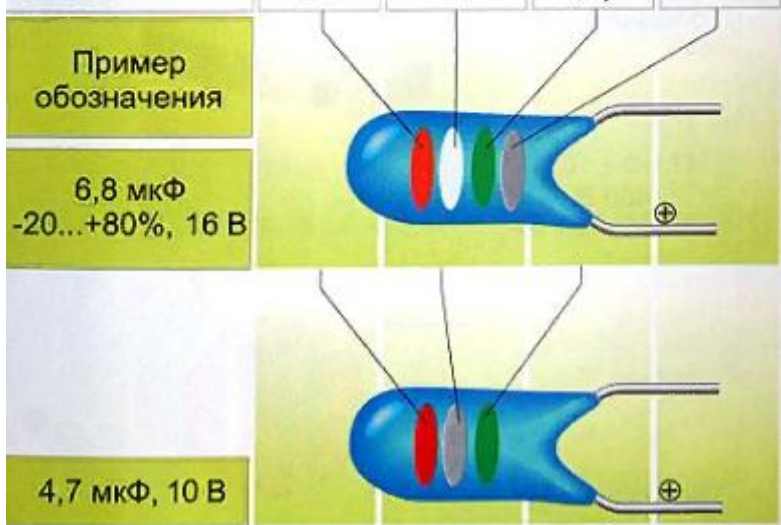 Пример
обозначения
6,8 мкФ
-20...+80%, 16 В
4,7 мкФ, 10 В